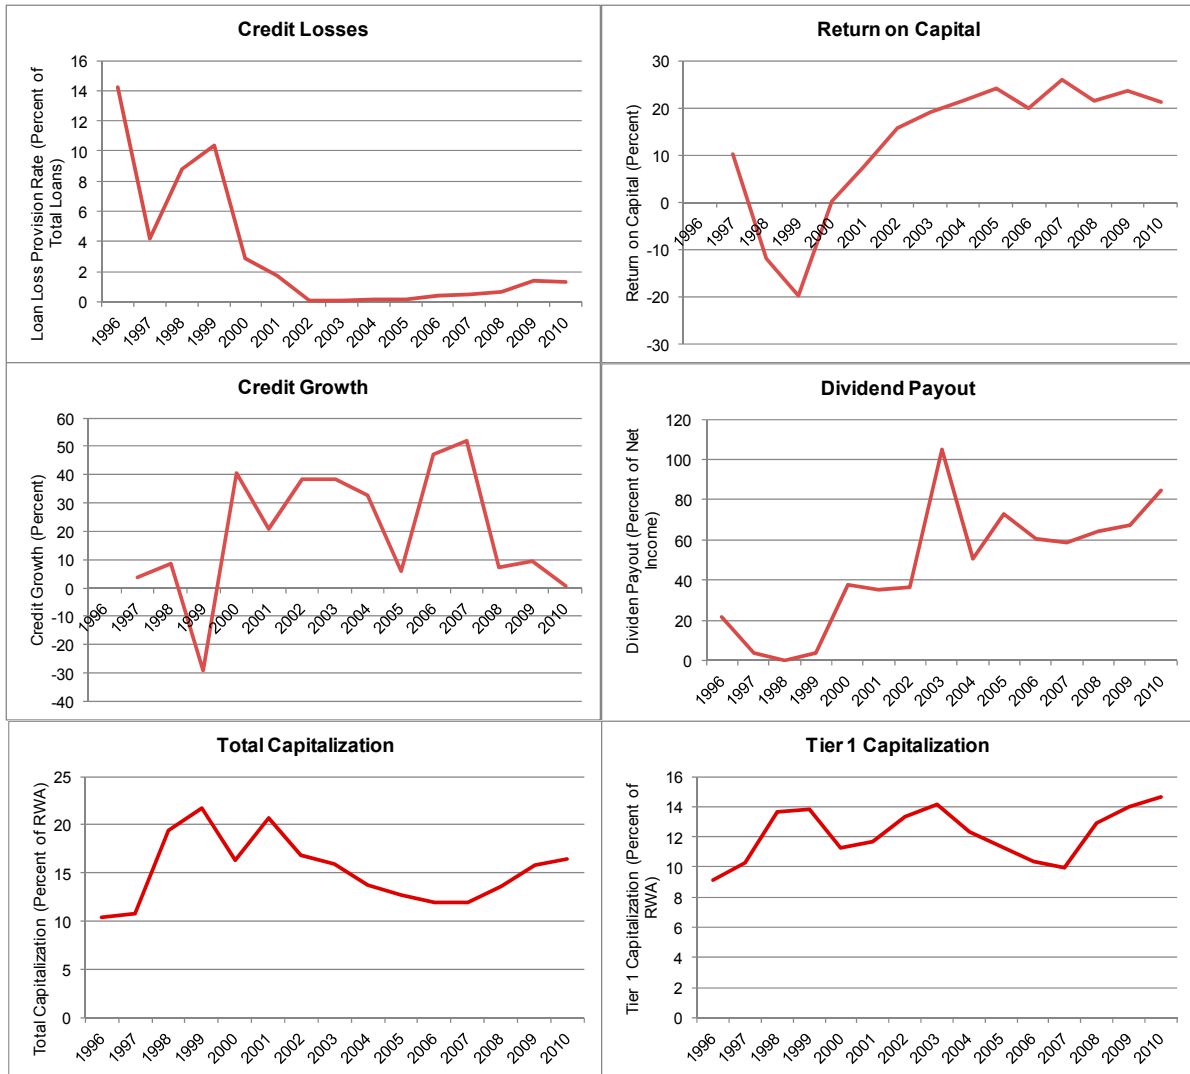 Credit Losses
Loan Loss Provision Rate (Percent of
Total Loans)
16
14
12
10
8
6
4
2
0
1996 1997 1998 1999 2000 2001 2002 2003 2004 2005 2006 2007 2008 2009 2010
Return on Capital
Return on Capital (Percent)
30
20
10
0
-10
-20
-30
1996 1997 1998 1999 2000 2001 2002 2003 2004 2005 2006 2007 2008 2009 2010
Credit Growth
Credit Growth (Percent)
60
50
40
30
20
10
0
-10
-20
-30
-40
1996 1997 1998 1999 2000 2001 2002 2003 2004 2005 2006 2007 2008 2009 2010
Dividend Payout
Dividen Payout (Percent of Net
Income)
120
100
80
60
40
20
0
1996 1997 1998 1999 2000 2001 2002 2003 2004 2005 2006 2007 2008 2009 2010
Total Capitalization
Total Capitalization (Percent of RWA)
25
20
15
10
5
0
1996 1997 1998 1999 2000 2001 2002 2003 2004 2005 2006 2007 2008 2009 2010
Tier 1 Capitalization
Tier 1 Capitalization (Percent of
RWA)
16
14
12
10
8
6
4
2
0
1996 1997 1998 1999 2000 2001 2002 2003 2004 2005 2006 2007 2008 2009 2010